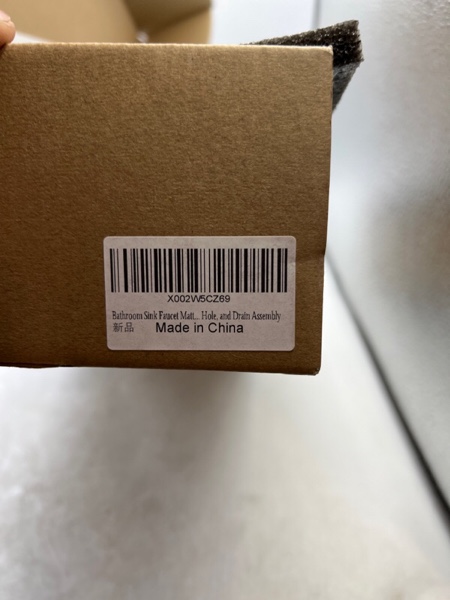 X002W5CZ69
Bathroom Sink Faucet Matt... Hole, and Drain Assembly
新品
Made in China